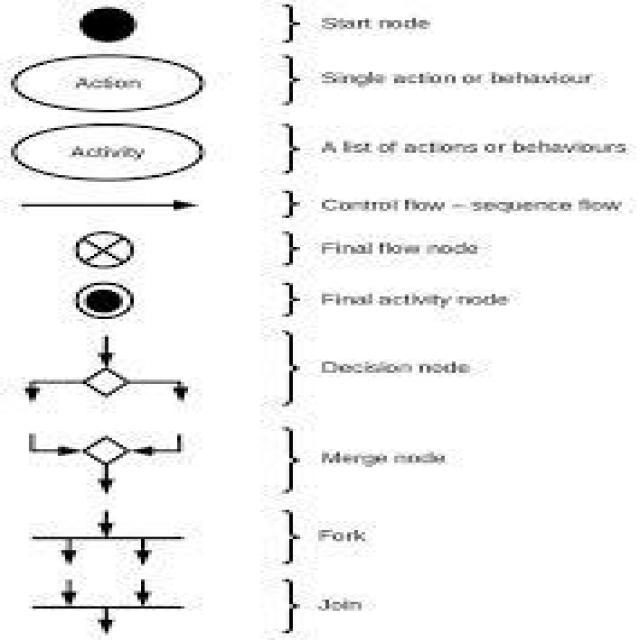 Start node
Action
Single action or behaviour
Activity
A list of actions or behaviours
Control flow – sequence flow
Final flow node
Final activity node
Decision node
Merge node
Fork
Join